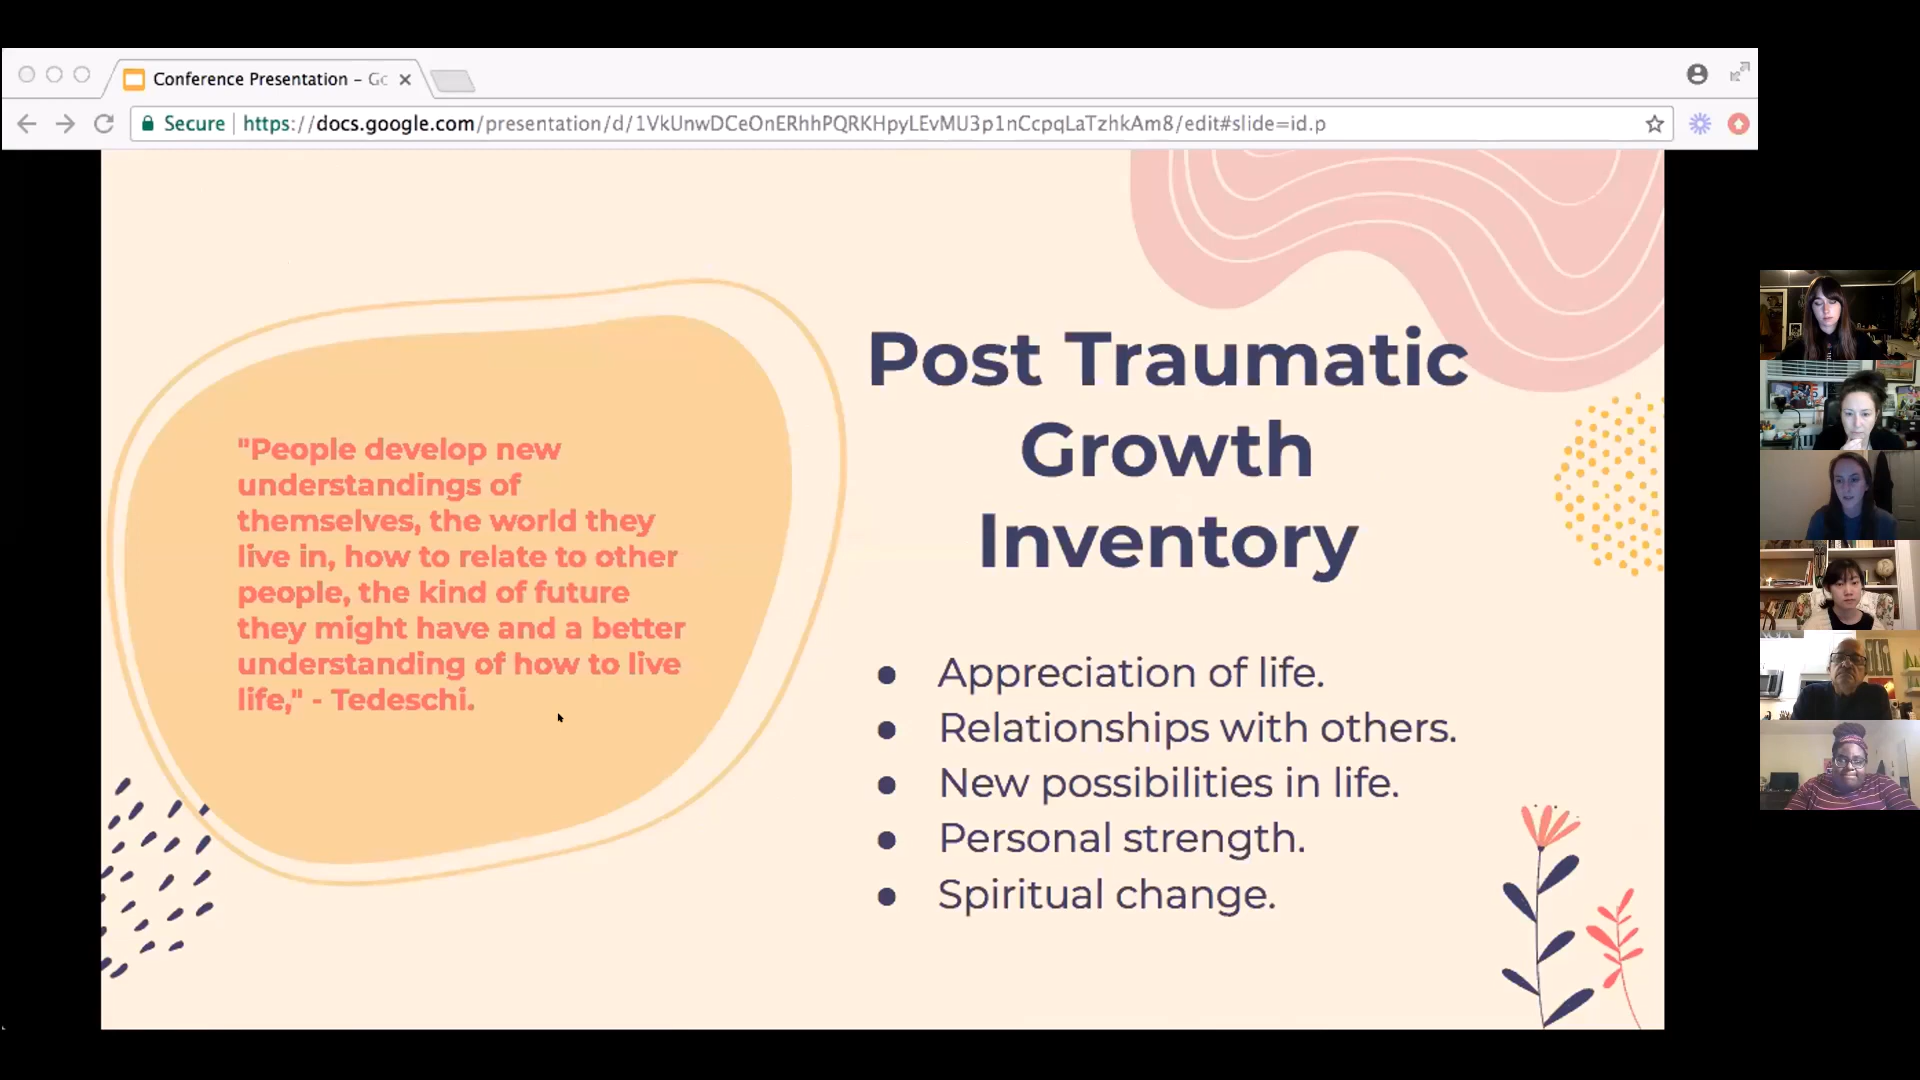 Conference Presentation – Gc
Secure https://docs.google.com/presentation/d/1VkUnwDCeOnERhhPQRKHpyLEvMU3p1nCcpqLaTzhkAm8/edit#slide=id.p
"People develop new
understandings of
themselves, the world they
live in, how to relate to other
people, the kind of future
they might have and a better
understanding of how to live
life," - Tedeschi.
Post Traumatic
Growth
Inventory
● Appreciation of life.
● Relationships with others.
● New possibilities in life.
● Personal strength.
● Spiritual change.